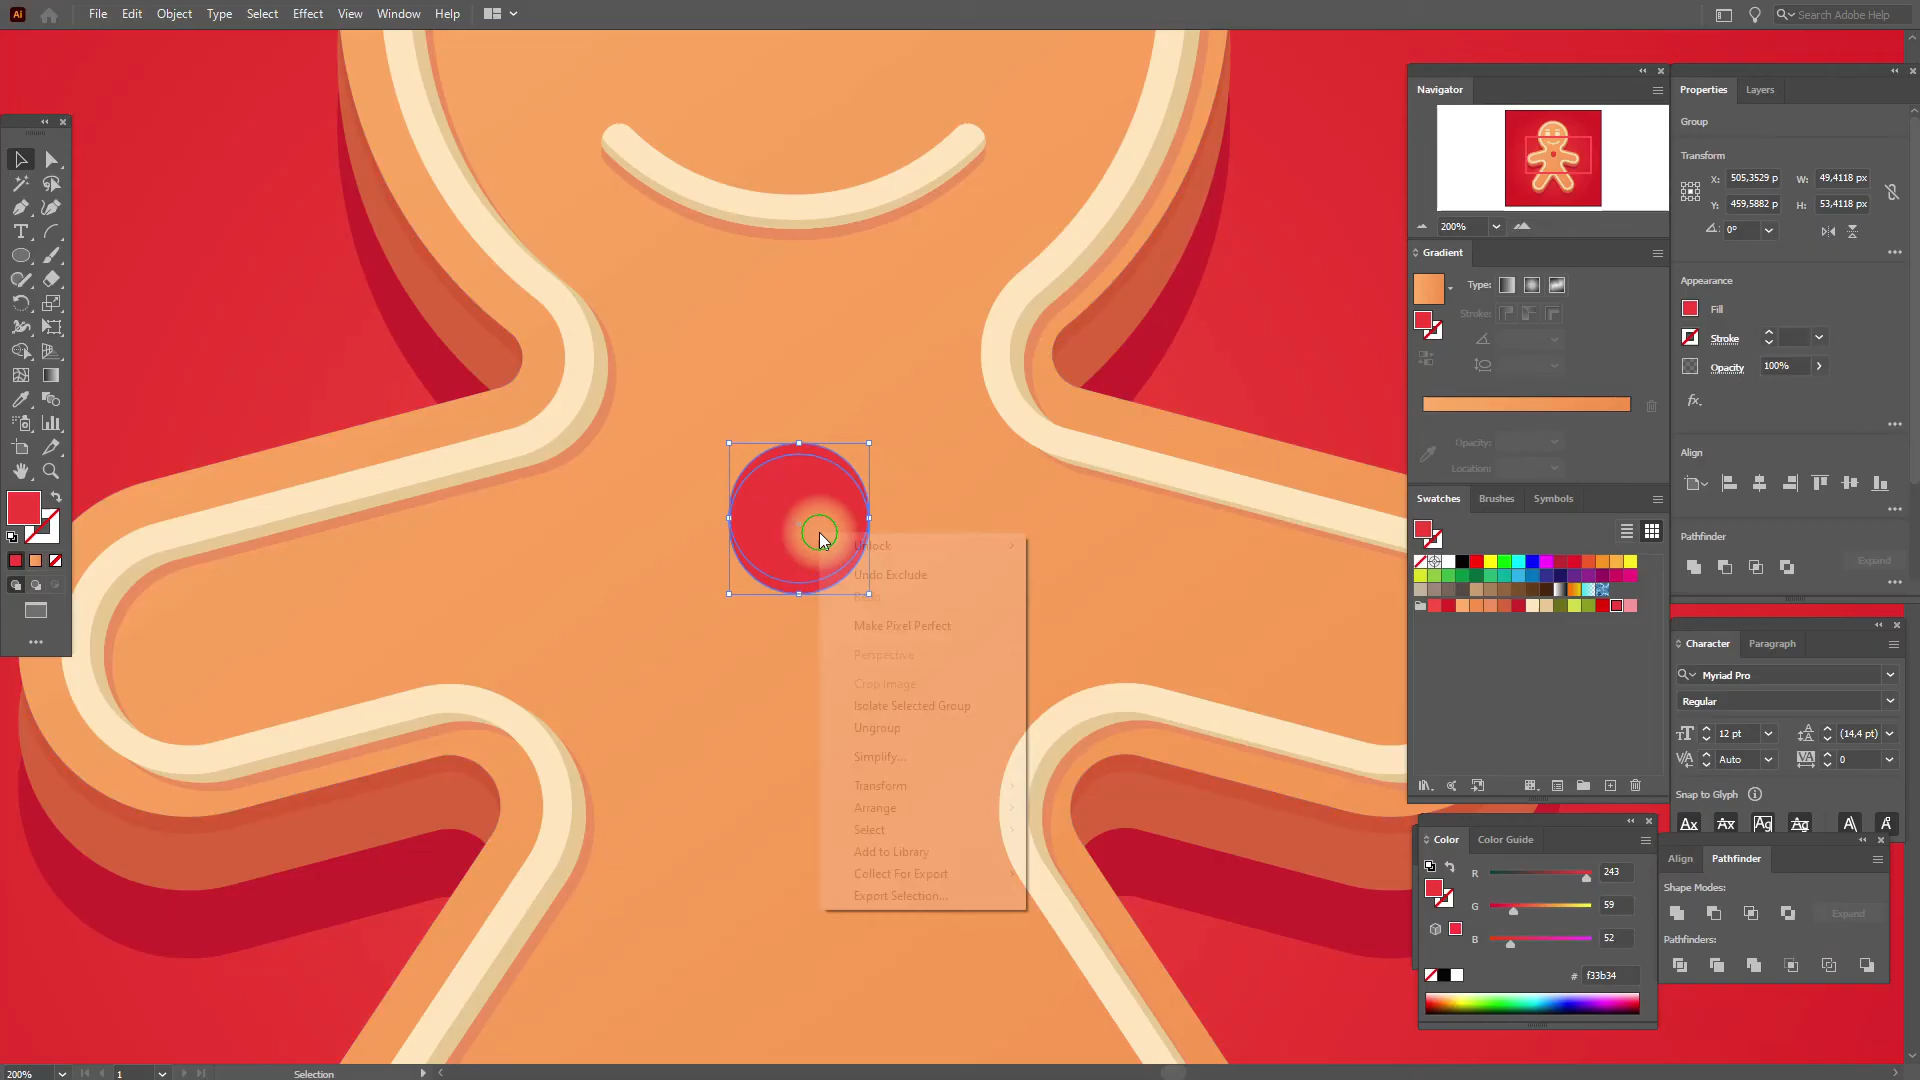 Ai File Edit Object Type Select Effect View Window Help Search Adobe Help
Navigator
Properties Layers
Group
Transform
X: 505,3529 p W: 49,4118 px
Y: 459,5882 p H: 53,4118 px
0°
200%
Gradient
Type:
Stroke:
Opacity:
Location:
Appearance
Fill
Stroke
Opacity 100%
fx.
Align
Pathfinder
Expand
Swatches Brushes Symbols
Unlock
Undo Exclude
Redo
Make Pixel Perfect
Perspective
Crop Image
Isolate Selected Group
Ungroup
Simplify...
Transform
Arrange
Select
Add to Library
Collect For Export
Export Selection...
Character Paragraph
Myriad Pro
Regular
12 pt (14,4 pt)
Auto 0
Snap to Glyph
Color Color Guide
R 243
G 59
B 52
# f33b34
Align Pathfinder
Shape Modes:
Expand
Pathfinders:
200% 1 Selection